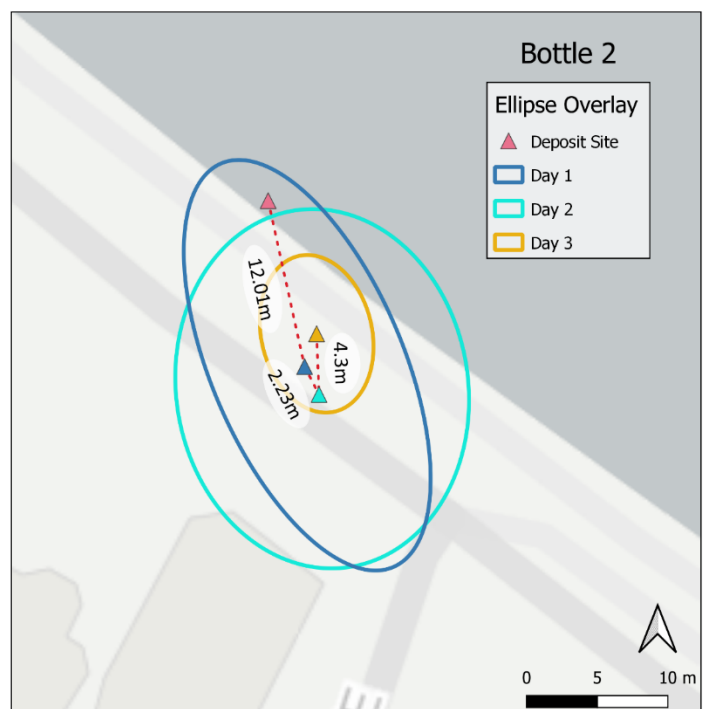 Bottle 2
Ellipse Overlay
Deposit Site
Day 1
Day 2
Day 3
12.01m
4.3m
2.23m
0 5 10 m